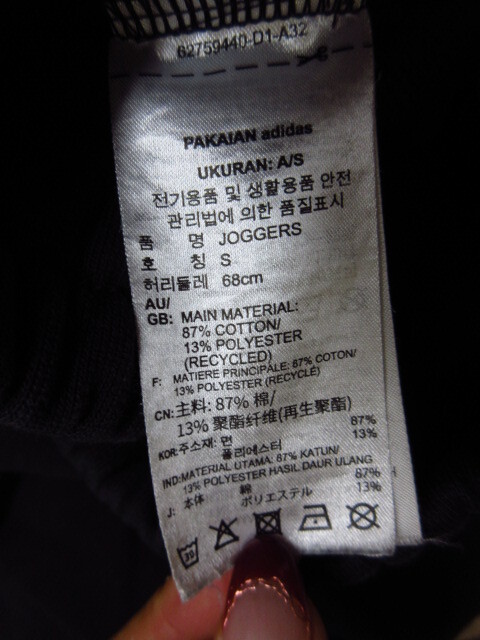 62759440-D1-A32
PAKAIAN adidas
UKURAN: A/S
전기용품 및 생활용품 안전
관리법에 의한 품질표시
품 명 JOGGERS
호 칭 S
허리둘레 68cm
AU/
GB: MAIN MATERIAL:
87% COTTON/
13% POLYESTER
(RECYCLED)
F: MATIERE PRINCIPALE: 87% COTON/
13% POLYESTER (RECYCLÉ)
CN: 主料: 87% 棉/
13% 聚酯纤维(再生聚酯)
KOR: 주소재: 면 87%
폴리에스터 13%
IND: MATERIAL UTAMA: 87% KATUN/
13% POLYESTER HASIL DAUR ULANG
J: 本体 綿 87%
ポリエステル 13%
30